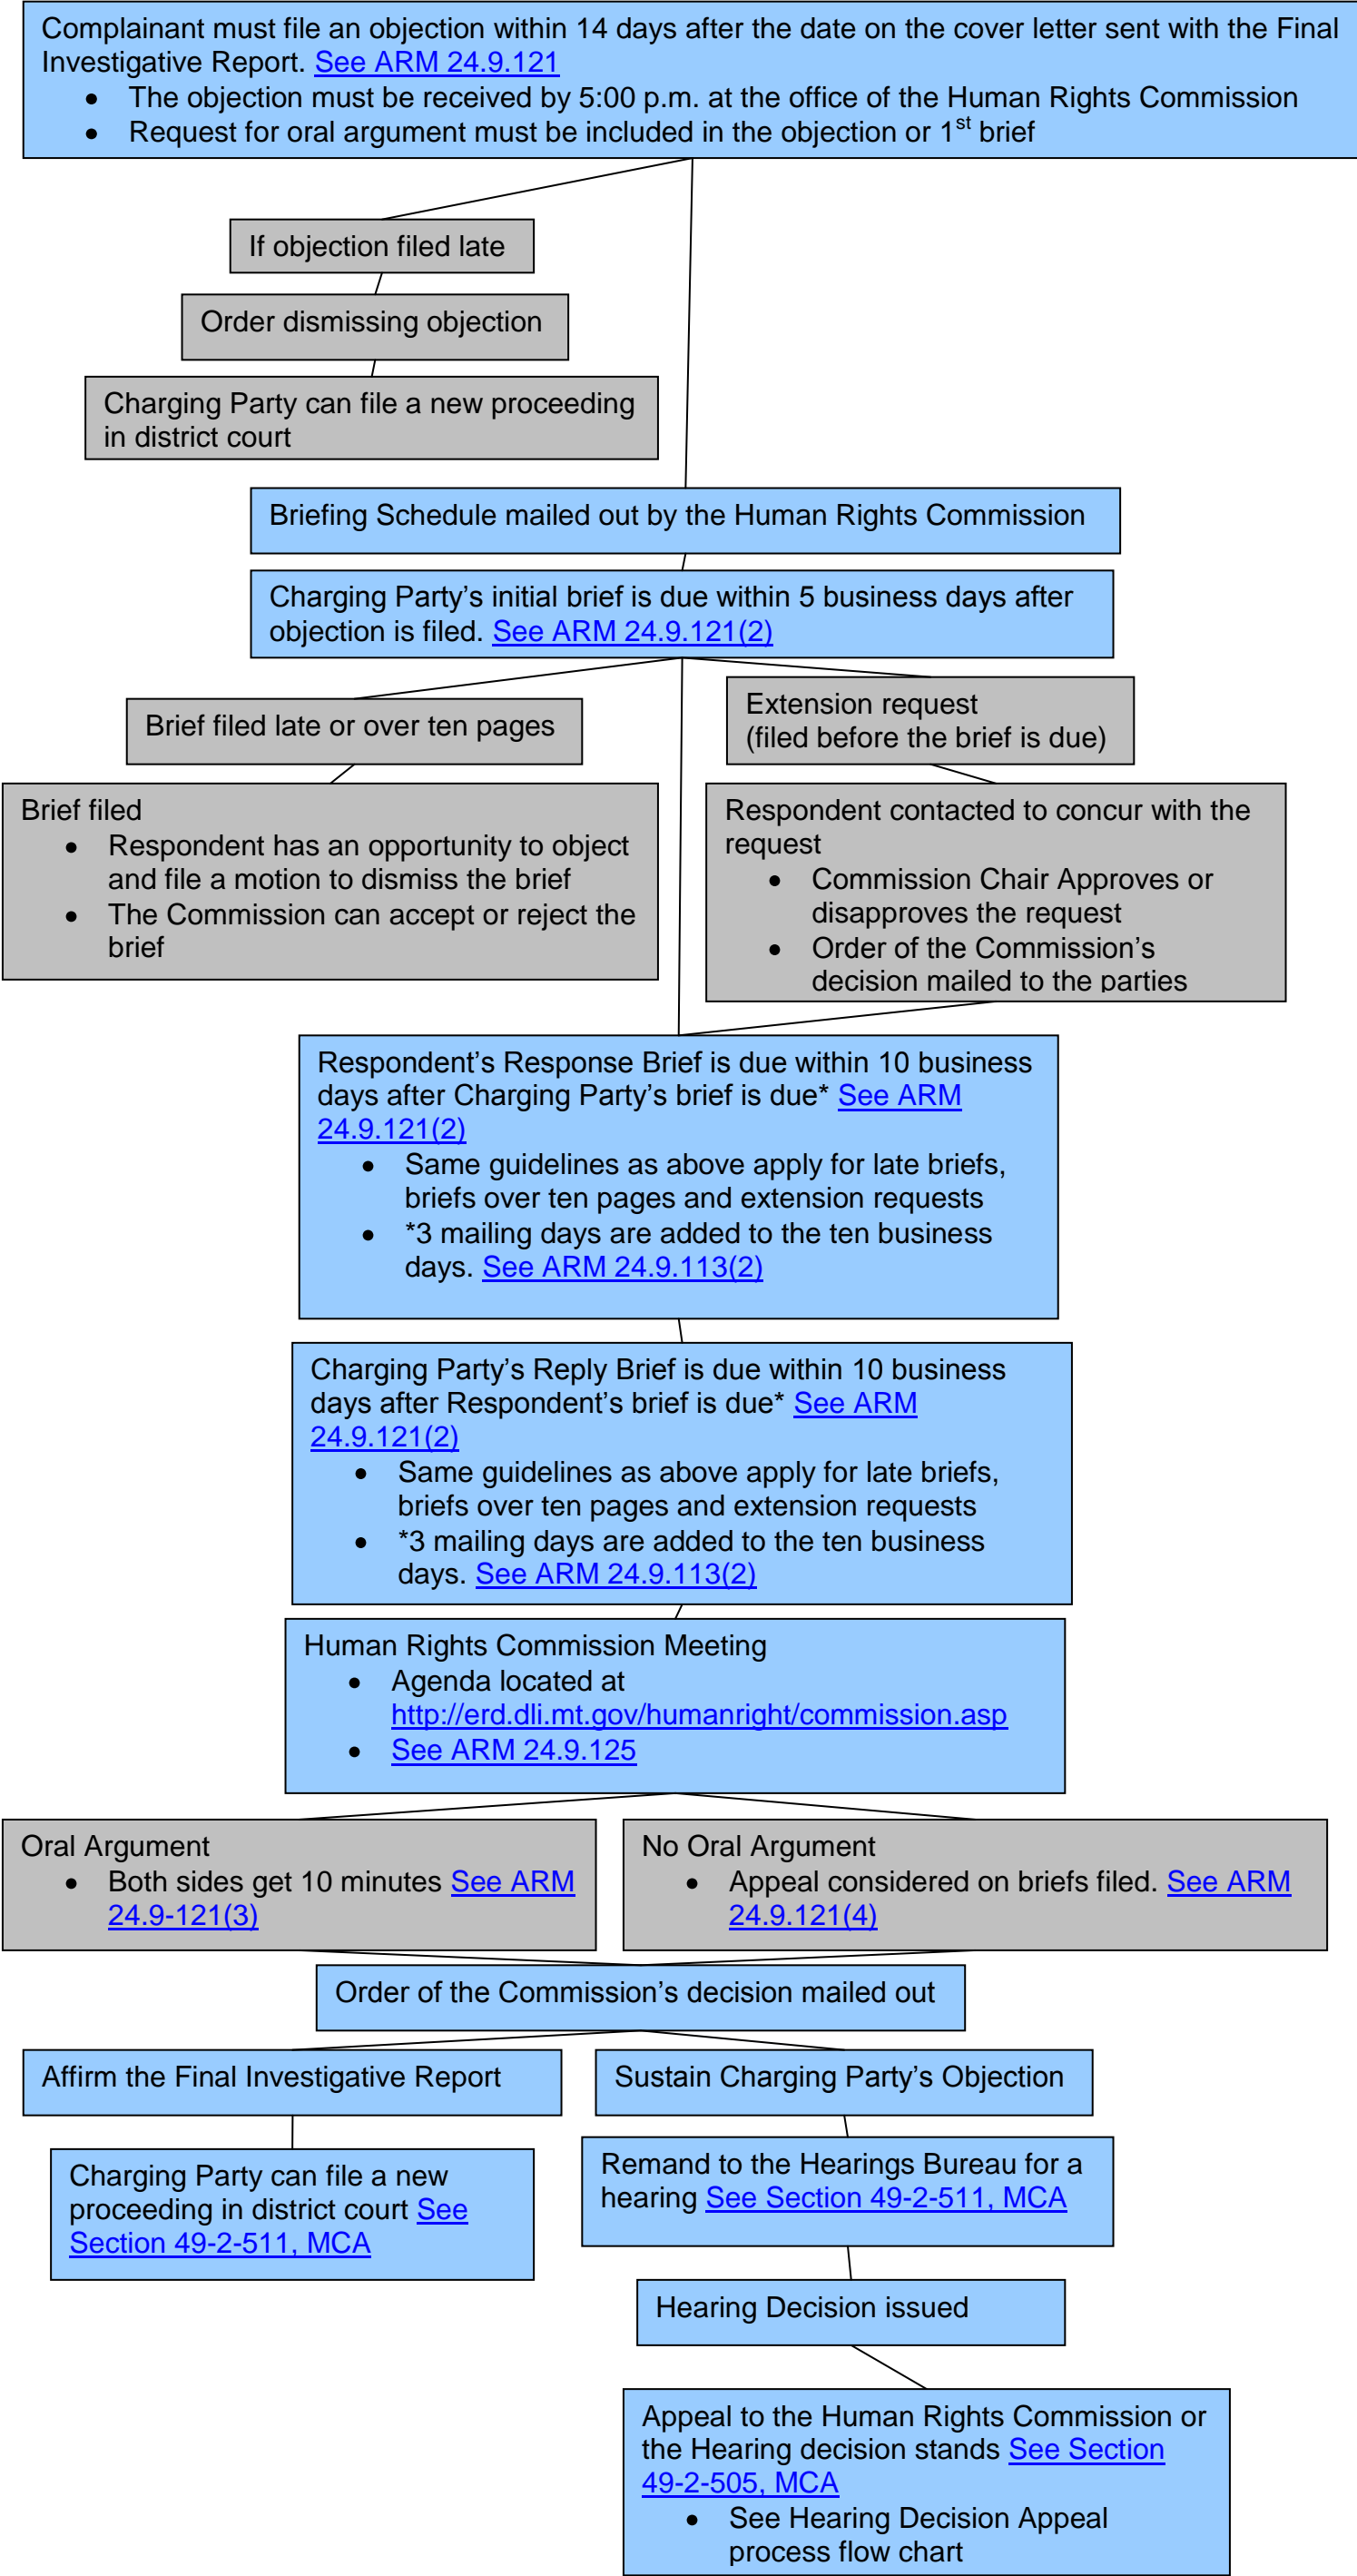 Complainant must file an objection within 14 days after the date on the cover letter sent with the Final
Investigative Report. See ARM 24.9.121
• The objection must be received by 5:00 p.m. at the office of the Human Rights Commission
• Request for oral argument must be included in the objection or 1st brief
If objection filed late
Order dismissing objection
Charging Party can file a new proceeding
in district court
Briefing Schedule mailed out by the Human Rights Commission
Charging Party’s initial brief is due within 5 business days after
objection is filed. See ARM 24.9.121(2)
Brief filed late or over ten pages
Extension request
(filed before the brief is due)
Brief filed
• Respondent has an opportunity to object
and file a motion to dismiss the brief
• The Commission can accept or reject the
brief
Respondent contacted to concur with the
request
• Commission Chair Approves or
disapproves the request
• Order of the Commission’s
decision mailed to the parties
Respondent’s Response Brief is due within 10 business
days after Charging Party’s brief is due* See ARM
24.9.121(2)
• Same guidelines as above apply for late briefs,
briefs over ten pages and extension requests
• *3 mailing days are added to the ten business
days. See ARM 24.9.113(2)
Charging Party’s Reply Brief is due within 10 business
days after Respondent’s brief is due* See ARM
24.9.121(2)
• Same guidelines as above apply for late briefs,
briefs over ten pages and extension requests
• *3 mailing days are added to the ten business
days. See ARM 24.9.113(2)
Human Rights Commission Meeting
• Agenda located at
http://erd.dli.mt.gov/humanright/commission.asp
• See ARM 24.9.125
Oral Argument
• Both sides get 10 minutes See ARM
24.9-121(3)
No Oral Argument
• Appeal considered on briefs filed. See ARM
24.9.121(4)
Order of the Commission’s decision mailed out
Affirm the Final Investigative Report
Sustain Charging Party’s Objection
Charging Party can file a new
proceeding in district court See
Section 49-2-511, MCA
Remand to the Hearings Bureau for a
hearing See Section 49-2-511, MCA
Hearing Decision issued
Appeal to the Human Rights Commission or
the Hearing decision stands See Section
49-2-505, MCA
• See Hearing Decision Appeal
process flow chart